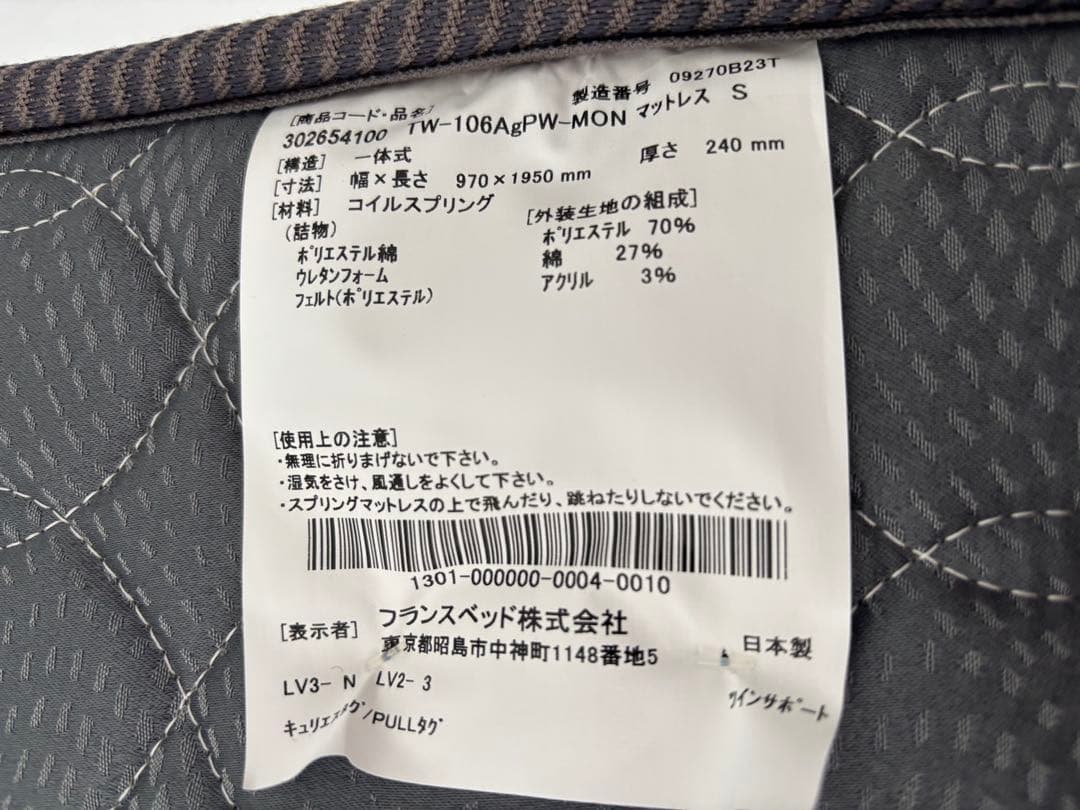 [商品コード・品名] 製造番号 09270B23T
302654100 TW-106AgPW-MON マットレス S
[構造] 一体式 厚さ 240 mm
[寸法] 幅×長さ 970×1950 mm
[材料] コイルスプリング [外装生地の組成]
(詰物) ポリエステル 70%
ポリエステル綿 綿 27%
ウレタンフォーム アクリル 3%
フェルト(ポリエステル)
[使用上の注意]
・無理に折りまげないで下さい。
・湿気をさけ、風通しをよくして下さい。
・スプリングマットレスの上で飛んだり、跳ねたりしないでください。
1301-000000-0004-0010
[表示者] フランスベッド株式会社
東京都昭島市中神町1148番地5 日本製
LV3- N LV2- 3
キュリエスタグ/PULLタグ ツインサポート